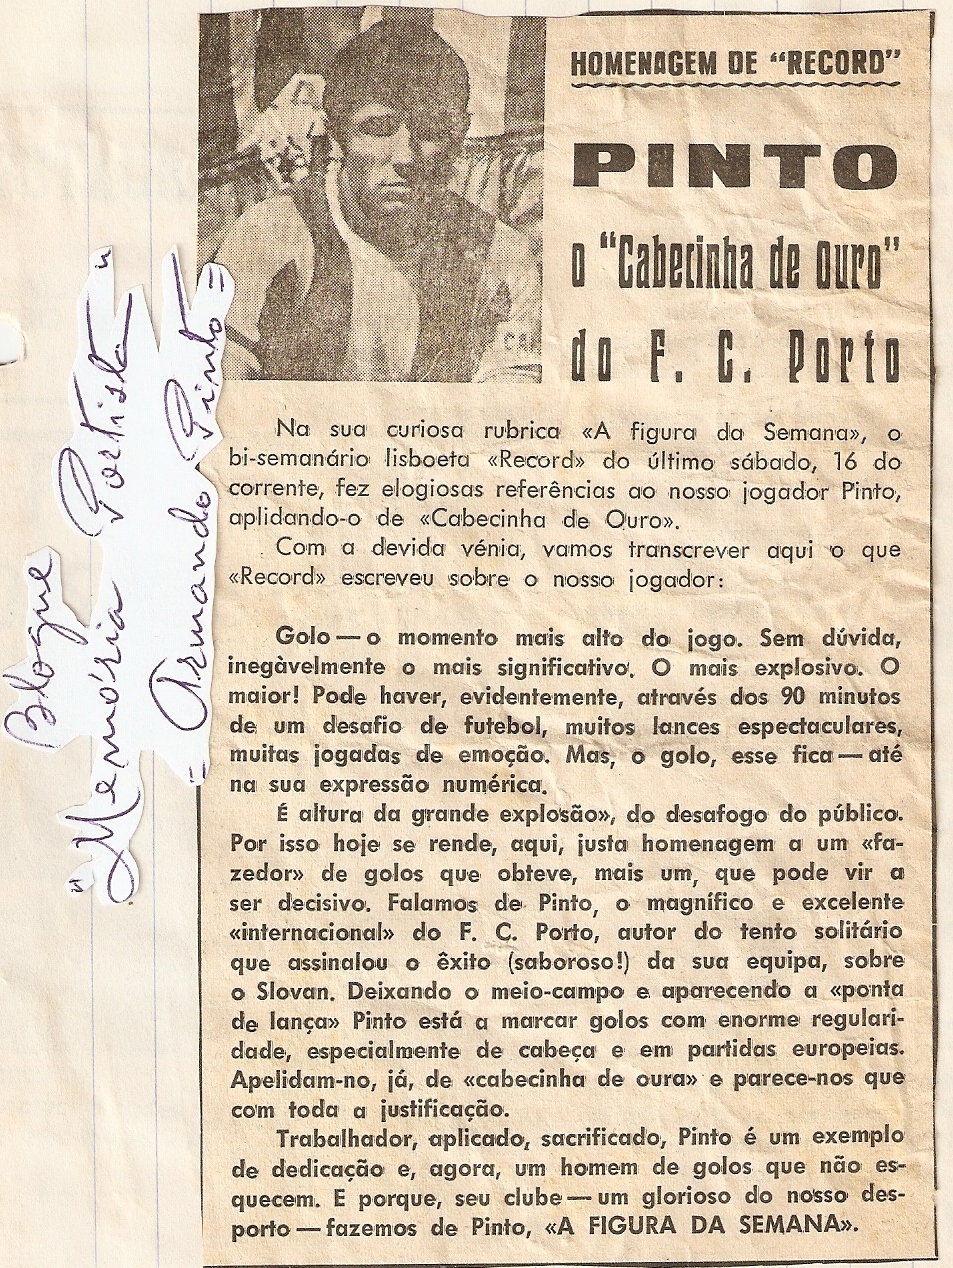 HOMENAGEM DE "RECORD"
PINTO
o "Cabecinha de Ouro"
do F. C. Porto
Na sua curiosa rubrica «A figura da Semana», o
bi-semanário lisboeta «Record» do último sábado, 16 do
corrente, fez elogiosas referências ao nosso jogador Pinto,
aplidando-o de «Cabecinha de Ouro».
Com a devida vénia, vamos transcrever aqui o que
«Record» escreveu sobre o nosso jogador:
Golo — o momento mais alto do jogo. Sem dúvida,
inegàvelmente o mais significativo. O mais explosivo. O
maior! Pode haver, evidentemente, através dos 90 minutos
de um desafio de futebol, muitos lances espectaculares,
muitas jogadas de emoção. Mas, o golo, esse fica — até
na sua expressão numérica.
É altura da grande explosão», do desafogo do público.
Por isso hoje se rende, aqui, justa homenagem a um «fa-
zedor» de golos que obteve, mais um, que pode vir a
ser decisivo. Falamos de Pinto, o magnífico e excelente
«internacional» do F. C. Porto, autor do tento solitário
que assinalou o êxito (saboroso!) da sua equipa, sobre
o Slovan. Deixando o meio-campo e aparecendo a «ponta
de lança» Pinto está a marcar golos com enorme regulari-
dade, especialmente de cabeça e em partidas europeias.
Apelidam-no, já, de «cabecinha de oura» e parece-nos que
com toda a justificação.
Trabalhador, aplicado, sacrificado, Pinto é um exemplo
de dedicação e, agora, um homem de golos que não es-
quecem. E porque, seu clube — um glorioso do nosso des-
porto — fazemos de Pinto, «A FIGURA DA SEMANA».
Blogue
"Memória Portista"
= Armando Pinto =